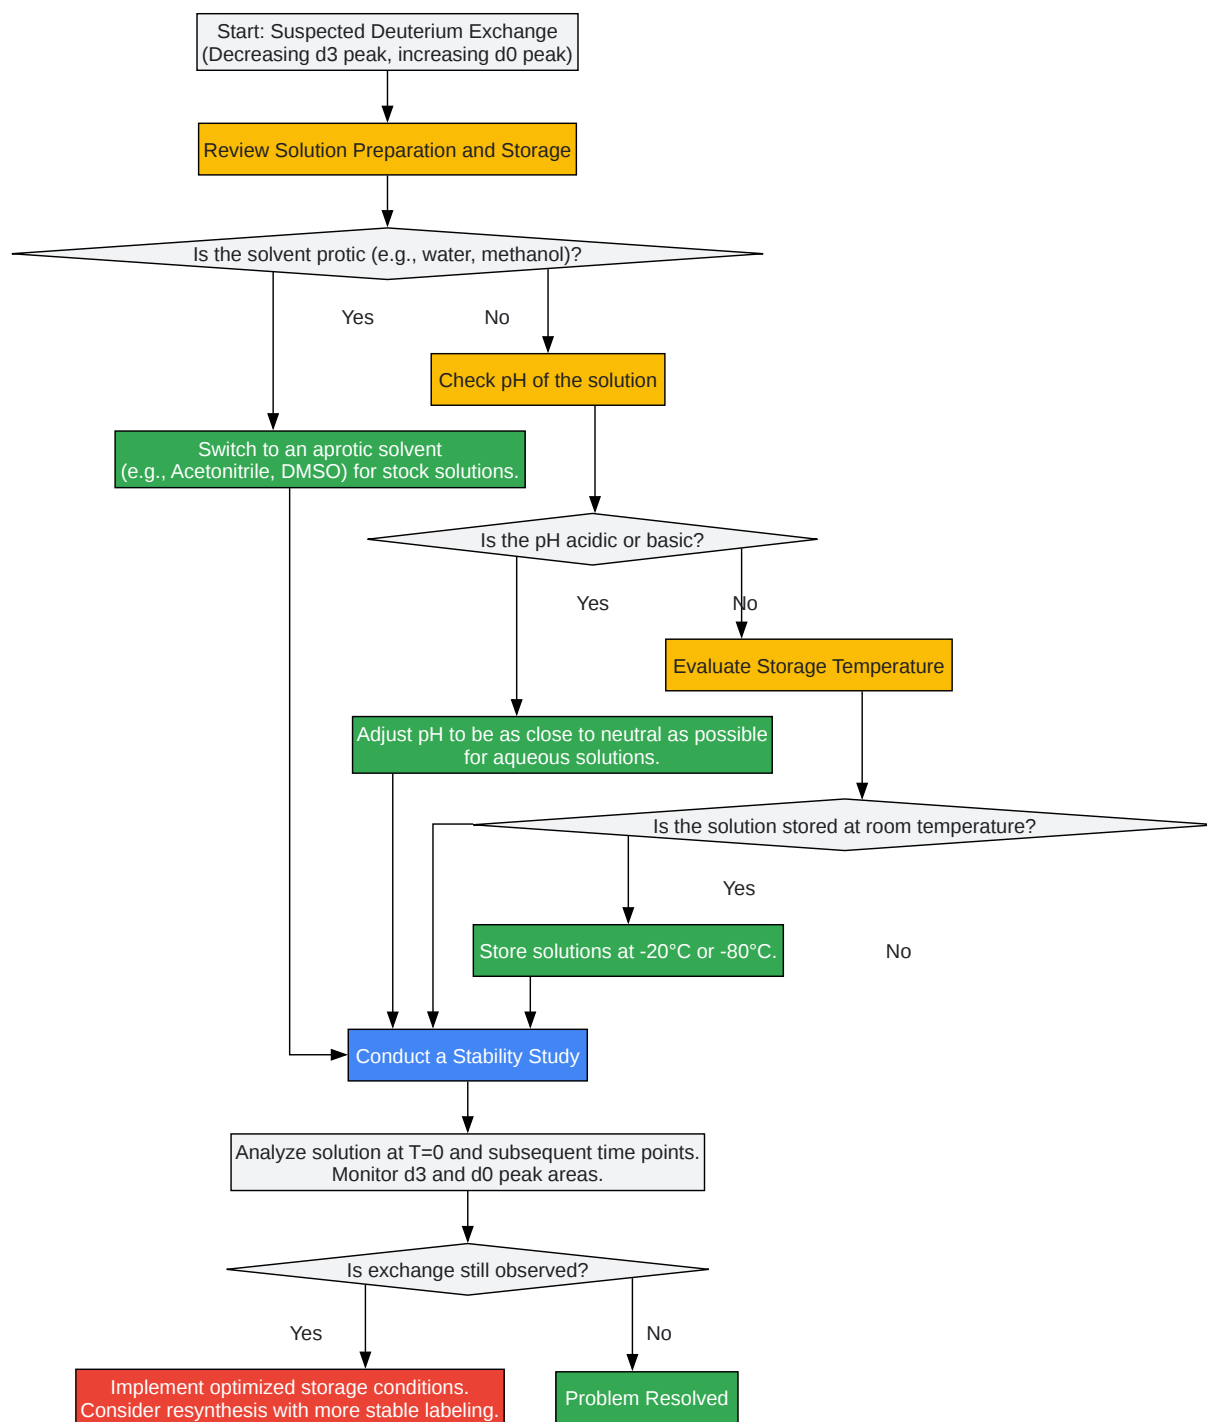 Start: Suspected Deuterium Exchange
(Decreasing d3 peak, increasing d0 peak)
Review Solution Preparation and Storage
Is the solvent protic (e.g., water, methanol)?
Yes
No
Check pH of the solution
Switch to an aprotic solvent
(e.g., Acetonitrile, DMSO) for stock solutions.
Is the pH acidic or basic?
Yes
No
Evaluate Storage Temperature
Adjust pH to be as close to neutral as possible
for aqueous solutions.
Is the solution stored at room temperature?
Yes
Store solutions at -20°C or -80°C.
No
Conduct a Stability Study
Analyze solution at T=0 and subsequent time points.
Monitor d3 and d0 peak areas.
Is exchange still observed?
Yes
No
Implement optimized storage conditions.
Consider resynthesis with more stable labeling.
Problem Resolved